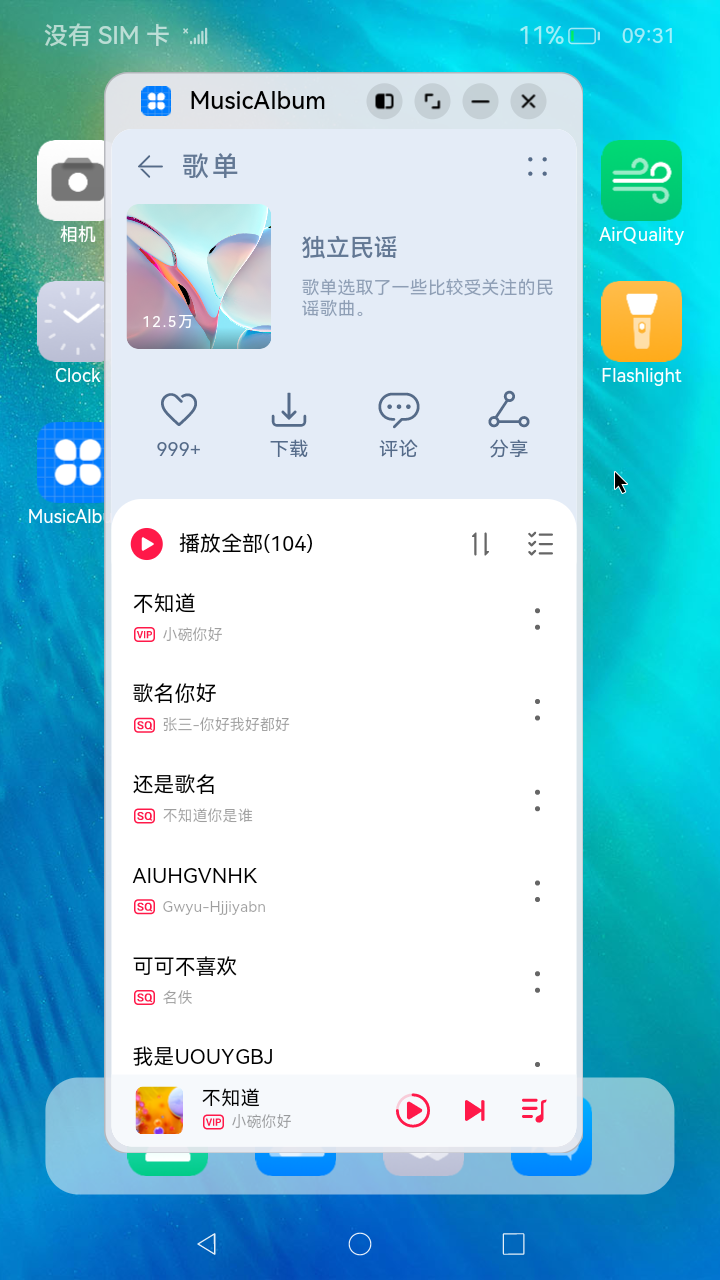 没有 SIM 卡
11%
09:31
MusicAlbum
歌单
相机
12.5万
独立民谣
歌单选取了一些比较受关注的民
谣歌曲。
AirQuality
Clock
Flashlight
999+
下载
评论
分享
MusicAlbu
播放全部(104)
不知道
VIP 小碗你好
歌名你好
SQ 张三-你好我好都好
还是歌名
SQ 不知道你是谁
AIUHGVNHK
SQ Gwyu-Hjjiyabn
可可不喜欢
SQ 名佚
我是UOUYGBJ
不知道
VIP 小碗你好